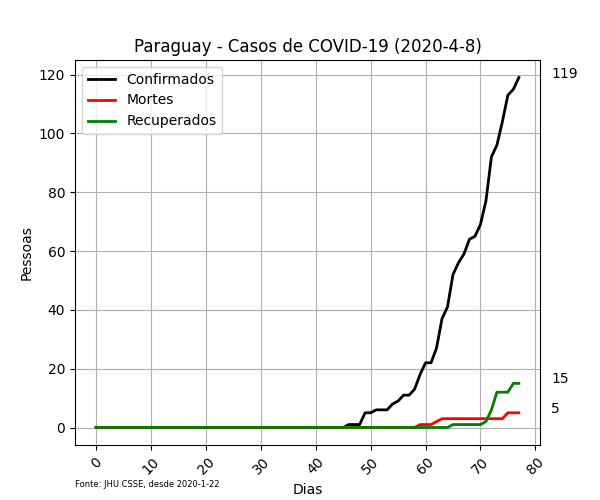 Paraguay - Casos de COVID-19 (2020-4-8)
Confirmados
Mortes
Recuperados
Pessoas
120
100
80
60
40
20
0
119
15
5
0 10 20 30 40 50 60 70 80
Fonte: JHU CSSE, desde 2020-1-22
Dias